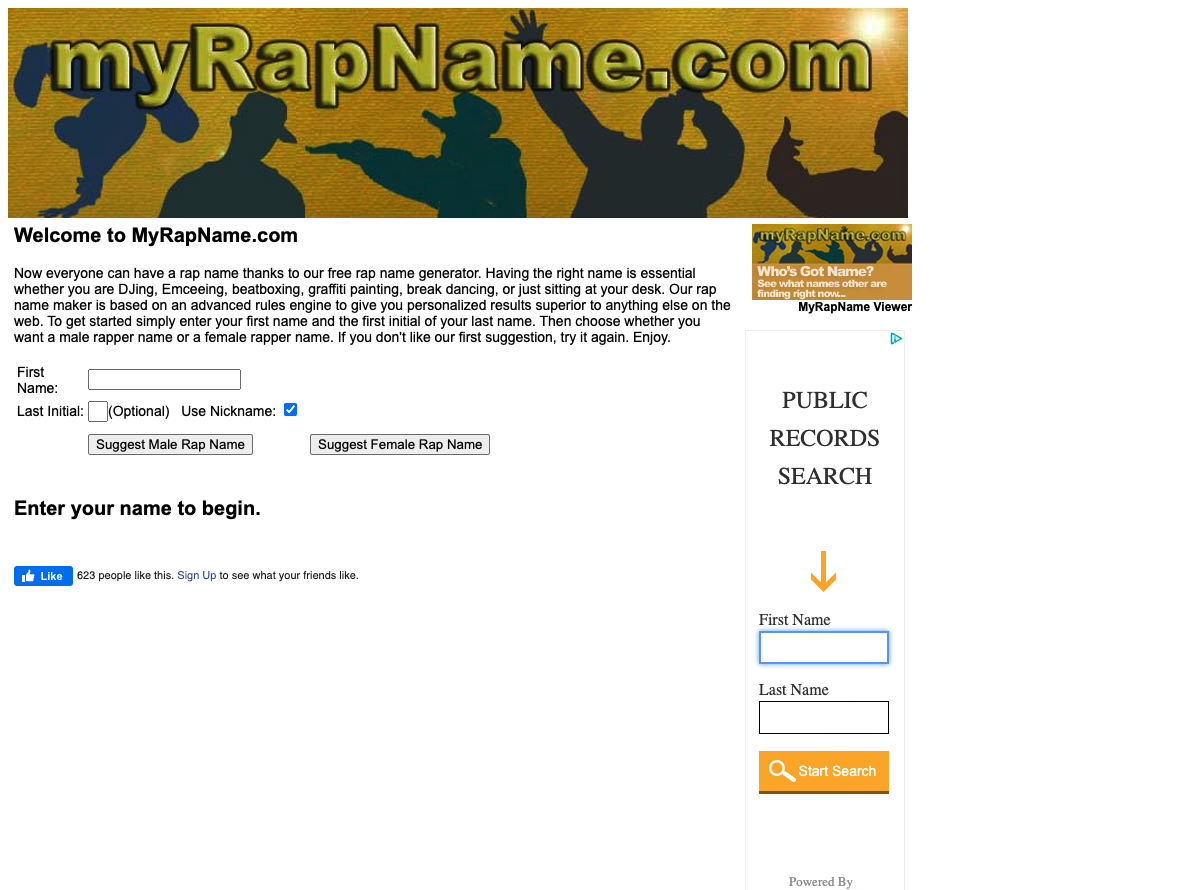 myRapName.com
Welcome to MyRapName.com
Now everyone can have a rap name thanks to our free rap name generator. Having the right name is essential
whether you are DJing, Emceeing, beatboxing, graffiti painting, break dancing, or just sitting at your desk. Our rap
name maker is based on an advanced rules engine to give you personalized results superior to anything else on the
web. To get started simply enter your first name and the first initial of your last name. Then choose whether you
want a male rapper name or a female rapper name. If you don't like our first suggestion, try it again. Enjoy.
First
Name:
Last Initial: (Optional) Use Nickname:
Suggest Male Rap Name Suggest Female Rap Name
Enter your name to begin.
Like 623 people like this. Sign Up to see what your friends like.
myRapName.com
Who's Got Name?
See what names other are
finding right now...
MyRapName Viewer
PUBLIC
RECORDS
SEARCH
First Name
Last Name
Start Search
Powered By